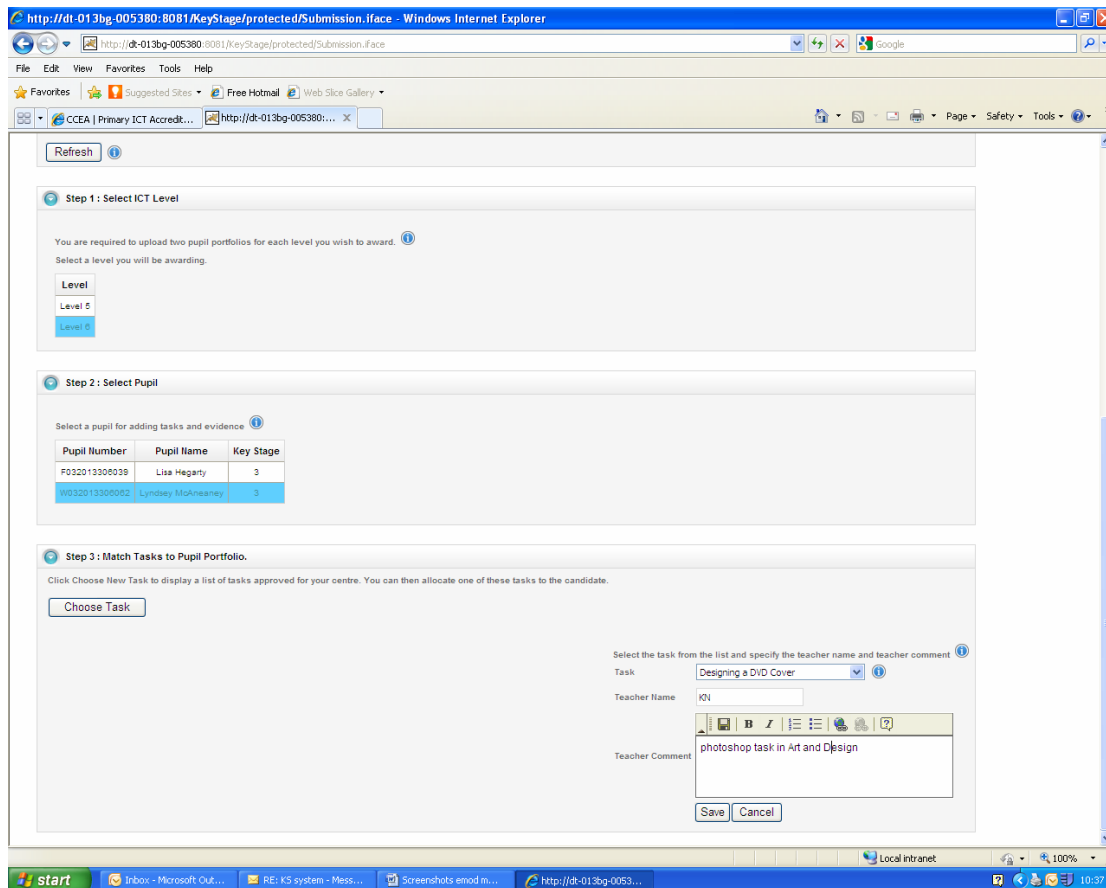 http://dt-013bg-005380:8081/KeyStage/protected/Submission.iface - Windows Internet Explorer
http://dt-013bg-005380:8081/KeyStage/protected/Submission.iface
Google
File Edit View Favorites Tools Help
Favorites Suggested Sites Free Hotmail Web Slice Gallery
CCEA | Primary ICT Accredit... http://dt-013bg-005380:... X Page Safety Tools
Refresh
Step 1 : Select ICT Level
You are required to upload two pupil portfolios for each level you wish to award.
Select a level you will be awarding.
Level
Level 5
Level 6
Step 2 : Select Pupil
Select a pupil for adding tasks and evidence
Pupil Number Pupil Name Key Stage
F032013306039 Lisa Hegarty 3
W032013306062 Lyndsey McAneaney 3
Step 3 : Match Tasks to Pupil Portfolio.
Click Choose New Task to display a list of tasks approved for your centre. You can then allocate one of these tasks to the candidate.
Choose Task
Select the task from the list and specify the teacher name and teacher comment
Task Designing a DVD Cover
Teacher Name KN
B I
Teacher Comment photoshop task in Art and Design
Save Cancel
Local intranet 100%
start Inbox - Microsoft Out... RE: KS system - Mess... Screenshots emod m... http://dt-013bg-0053... 10:37